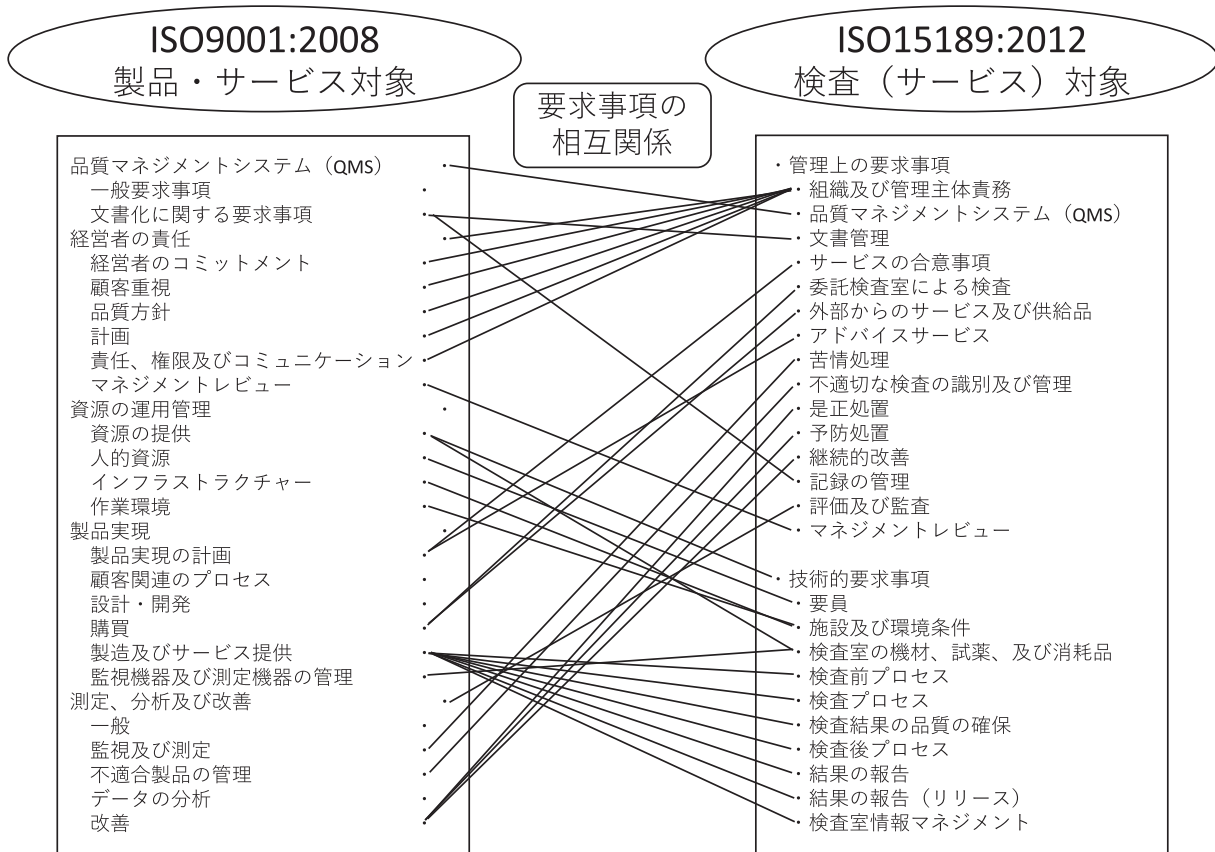 ISO9001:2008
製品・サービス対象
ISO15189:2012
検査（サービス）対象
要求事項の
相互関係
品質マネジメントシステム（QMS）
一般要求事項
文書化に関する要求事項
経営者の責任
経営者のコミットメント
顧客重視
品質方針
計画
責任、権限及びコミュニケーション
マネジメントレビュー
資源の運用管理
資源の提供
人的資源
インフラストラクチャー
作業環境
製品実現
製品実現の計画
顧客関連のプロセス
設計・開発
購買
製造及びサービス提供
監視機器及び測定機器の管理
測定、分析及び改善
一般
監視及び測定
不適合製品の管理
データの分析
改善
・管理上の要求事項
・組織及び管理主体責務
・品質マネジメントシステム（QMS）
・文書管理
・サービスの合意事項
・委託検査室による検査
・外部からのサービス及び供給品
・アドバイスサービス
・苦情処理
・不適切な検査の識別及び管理
・是正処置
・予防処置
・継続的改善
・記録の管理
・評価及び監査
・マネジメントレビュー
・技術的要求事項
・要員
・施設及び環境条件
・検査室の機材、試薬、及び消耗品
・検査前プロセス
・検査プロセス
・検査結果の品質の確保
・検査後プロセス
・結果の報告
・結果の報告（リリース）
・検査室情報マネジメント